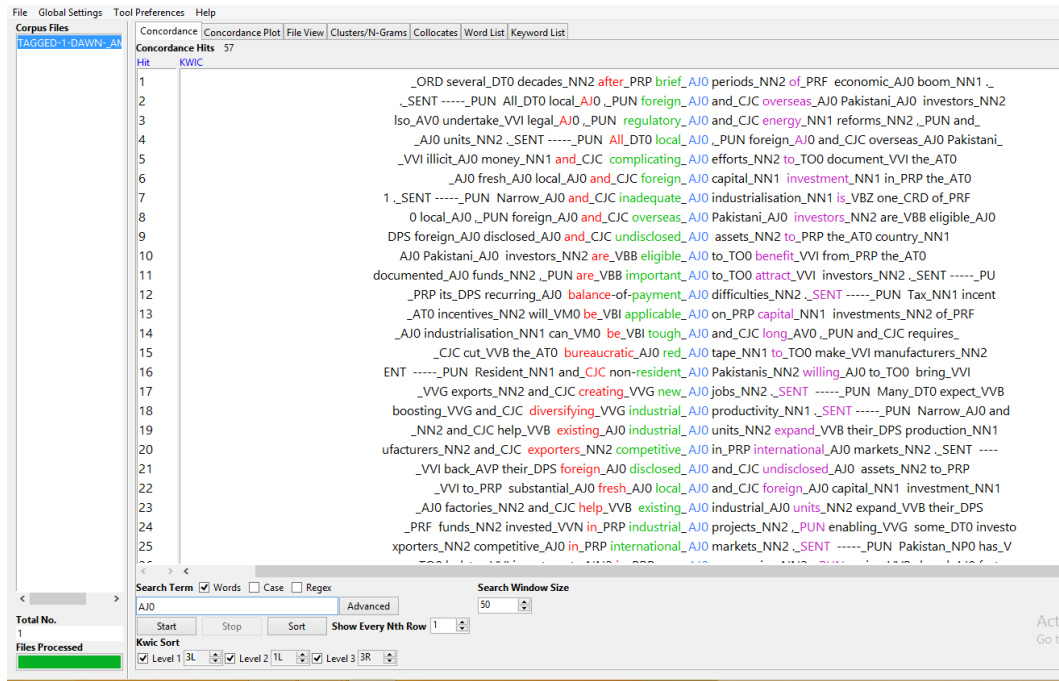 File Global Settings Tool Preferences Help
Corpus Files
TAGGED-1-DAWN-_AN
Concordance Concordance Plot File View Clusters/N-Grams Collocates Word List Keyword List
Concordance Hits 57
Hit KWIC
1 _ORD several_DT0 decades_NN2 after_PRP brief_AJ0 periods_NN2 of_PRF economic_AJ0 boom_NN1 ._
2 ._SENT -----_PUN All_DT0 local_AJ0 ,_PUN foreign_AJ0 and_CJC overseas_AJ0 Pakistani_AJ0 investors_NN2
3 lso_AV0 undertake_VVI legal_AJ0 ,_PUN regulatory_AJ0 and_CJC energy_NN1 reforms_NN2 ,_PUN and_
4 _AJ0 units_NN2 ._SENT -----_PUN All_DT0 local_AJ0 ,_PUN foreign_AJ0 and_CJC overseas_AJ0 Pakistani_
5 _VVI illicit_AJ0 money_NN1 and_CJC complicating_AJ0 efforts_NN2 to_TO0 document_VVI the_AT0
6 _AJ0 fresh_AJ0 local_AJ0 and_CJC foreign_AJ0 capital_NN1 investment_NN1 in_PRP the_AT0
7 1 ._SENT -----_PUN Narrow_AJ0 and_CJC inadequate_AJ0 industrialisation_NN1 is_VBZ one_CRD of_PRF
8 0 local_AJ0 ,_PUN foreign_AJ0 and_CJC overseas_AJ0 Pakistani_AJ0 investors_NN2 are_VBB eligible_AJ0
9 DPS foreign_AJ0 disclosed_AJ0 and_CJC undisclosed_AJ0 assets_NN2 to_PRP the_AT0 country_NN1
10 AJ0 Pakistani_AJ0 investors_NN2 are_VBB eligible_AJ0 to_TO0 benefit_VVI from_PRP the_AT0
11 documented_AJ0 funds_NN2 ,_PUN are_VBB important_AJ0 to_TO0 attract_VVI investors_NN2 ._SENT -----_PU
12 _PRP its_DPS recurring_AJ0 balance-of-payment_AJ0 difficulties_NN2 ._SENT -----_PUN Tax_NN1 incent
13 _AT0 incentives_NN2 will_VM0 be_VBI applicable_AJ0 on_PRP capital_NN1 investments_NN2 of_PRF
14 _AJ0 industrialisation_NN1 can_VM0 be_VBI tough_AJ0 and_CJC long_AV0 ,_PUN and_CJC requires_
15 _CJC cut_VVB the_AT0 bureaucratic_AJ0 red_AJ0 tape_NN1 to_TO0 make_VVI manufacturers_NN2
16 ENT -----_PUN Resident_NN1 and_CJC non-resident_AJ0 Pakistanis_NN2 willing_AJ0 to_TO0 bring_VVI
17 _VVG exports_NN2 and_CJC creating_VVG new_AJ0 jobs_NN2 ._SENT -----_PUN Many_DT0 expect_VVB
18 boosting_VVG and_CJC diversifying_VVG industrial_AJ0 productivity_NN1 ._SENT -----_PUN Narrow_AJ0 and
19 _NN2 and_CJC help_VVB existing_AJ0 industrial_AJ0 units_NN2 expand_VVB their_DPS production_NN1
20 ufacturers_NN2 and_CJC exporters_NN2 competitive_AJ0 in_PRP international_AJ0 markets_NN2 ._SENT ----
21 _VVI back_AVP their_DPS foreign_AJ0 disclosed_AJ0 and_CJC undisclosed_AJ0 assets_NN2 to_PRP
22 _VVI to_PRP substantial_AJ0 fresh_AJ0 local_AJ0 and_CJC foreign_AJ0 capital_NN1 investment_NN1
23 _AJ0 factories_NN2 and_CJC help_VVB existing_AJ0 industrial_AJ0 units_NN2 expand_VVB their_DPS
24 _PRF funds_NN2 invested_VVN in_PRP industrial_AJ0 projects_NN2 ,_PUN enabling_VVG some_DT0 investo
25 xporters_NN2 competitive_AJ0 in_PRP international_AJ0 markets_NN2 ._SENT -----_PUN Pakistan_NP0 has_V
Search Term Words Case Regex Search Window Size
AJ0 Advanced 50
Total No.
1
Start Stop Sort Show Every Nth Row 1
Files Processed
Kwic Sort
Level 1 3L Level 2 1L Level 3 3R
Act
Go t